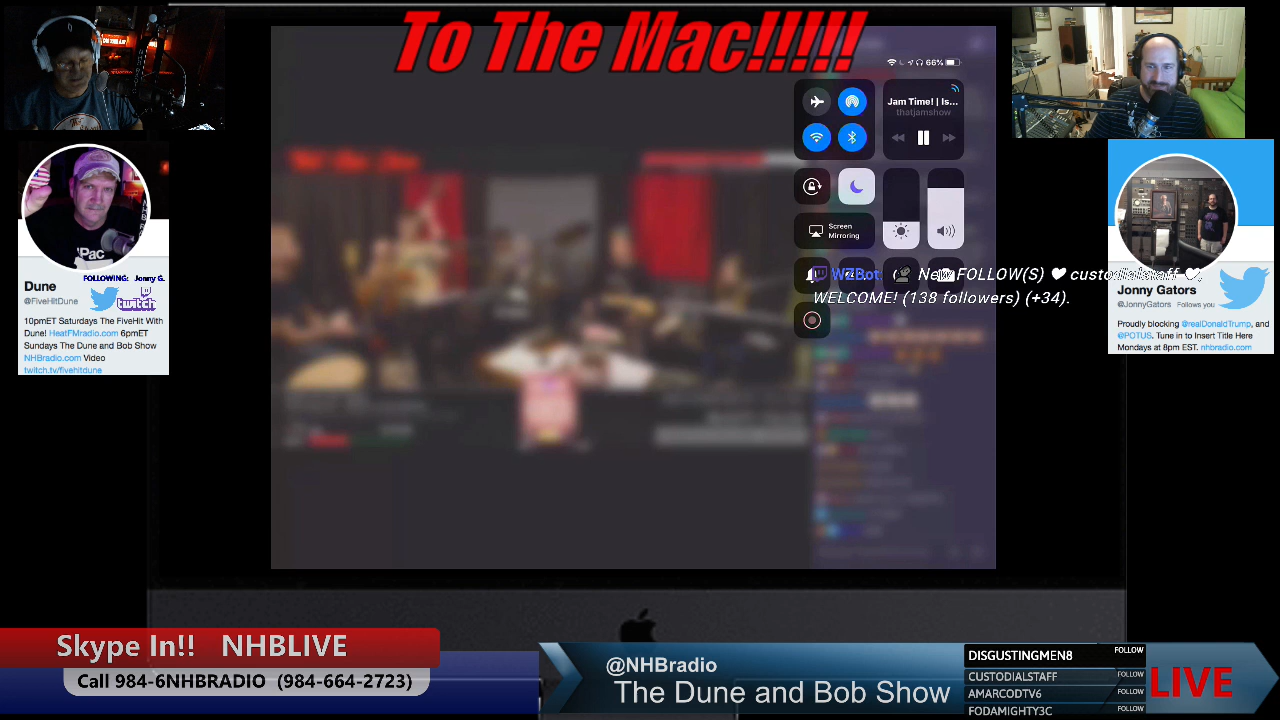 To The Mac!!!!!
66%
Jam Time! | Is...
thatjamshow
Screen
Mirroring
FOLLOW(S) ♥ custodialstaff ♥,
WELCOME! (138 followers) (+34).
FOLLOWING: Jonny G.
Dune
@FiveHitDune
twitch
10pmET Saturdays The FiveHit With
Dune! HeatFMradio.com 6pmET
Sundays The Dune and Bob Show
NHBradio.com Video
twitch.tv/fivehitdune
Jonny Gators
@JonnyGators Follows you
Proudly blocking @realDonaldTrump, and
@POTUS. Tune in to Insert Title Here
Mondays at 8pm EST. nhbradio.com
Skype In!! NHBLIVE
Call 984-6NHBRADIO (984-664-2723)
@NHBradio
The Dune and Bob Show
DISGUSTINGMEN8 FOLLOW
CUSTODIALSTAFF FOLLOW
AMARCODTV6 FOLLOW
FODAMIGHTY3C FOLLOW
LIVE